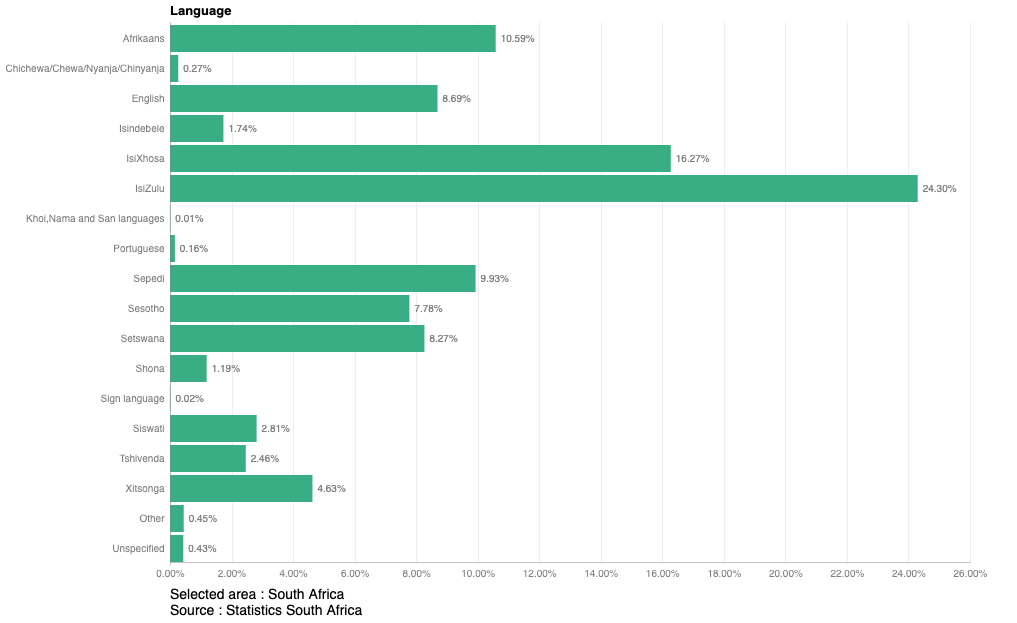 Language
Afrikaans 10.59%
Chichewa/Chewa/Nyanja/Chinyanja 0.27%
English 8.69%
Isindebele 1.74%
IsiXhosa 16.27%
IsiZulu 24.30%
Khoi,Nama and San languages 0.01%
Portuguese 0.16%
Sepedi 9.93%
Sesotho 7.78%
Setswana 8.27%
Shona 1.19%
Sign language 0.02%
Siswati 2.81%
Tshivenda 2.46%
Xitsonga 4.63%
Other 0.45%
Unspecified 0.43%
0.00% 2.00% 4.00% 6.00% 8.00% 10.00% 12.00% 14.00% 16.00% 18.00% 20.00% 22.00% 24.00% 26.00%
Selected area : South Africa
Source : Statistics South Africa